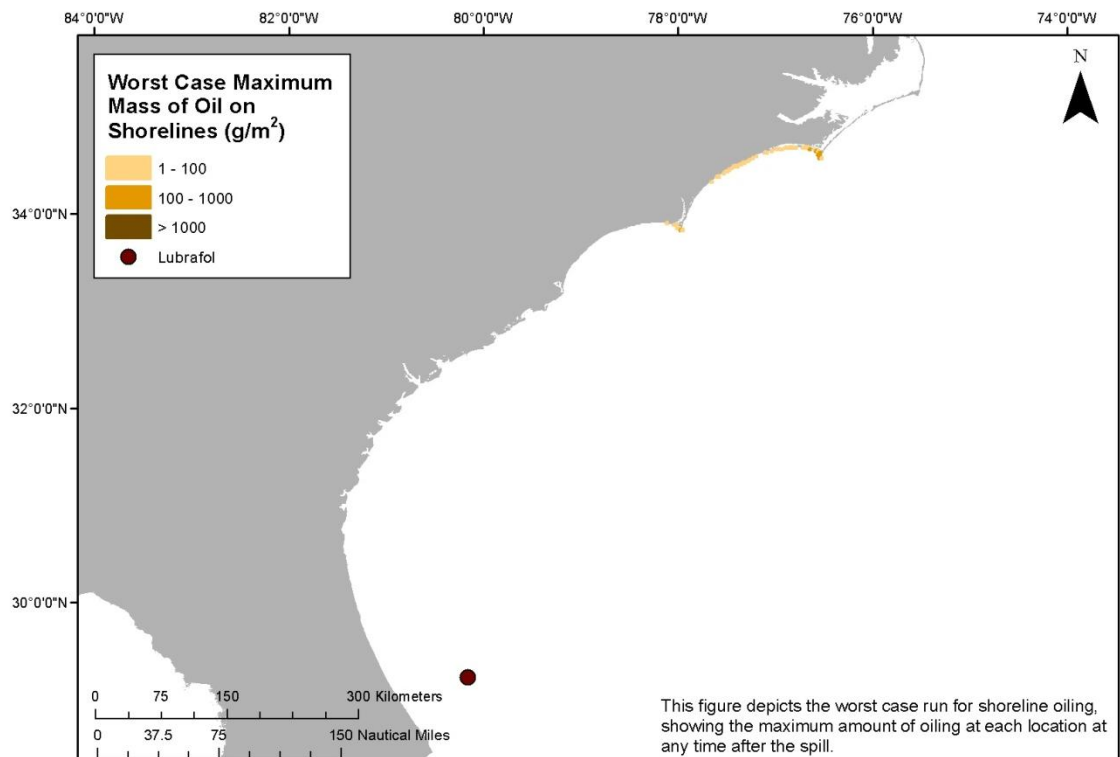 84°0'0"W 82°0'0"W 80°0'0"W 78°0'0"W 76°0'0"W 74°0'0"W
N
Worst Case Maximum
Mass of Oil on
Shorelines (g/m²)
1 - 100
100 - 1000
> 1000
Lubrafol
34°0'0"N
32°0'0"N
30°0'0"N
0 75 150 300 Kilometers
0 37.5 75 150 Nautical Miles
This figure depicts the worst case run for shoreline oiling,
showing the maximum amount of oiling at each location at
any time after the spill.